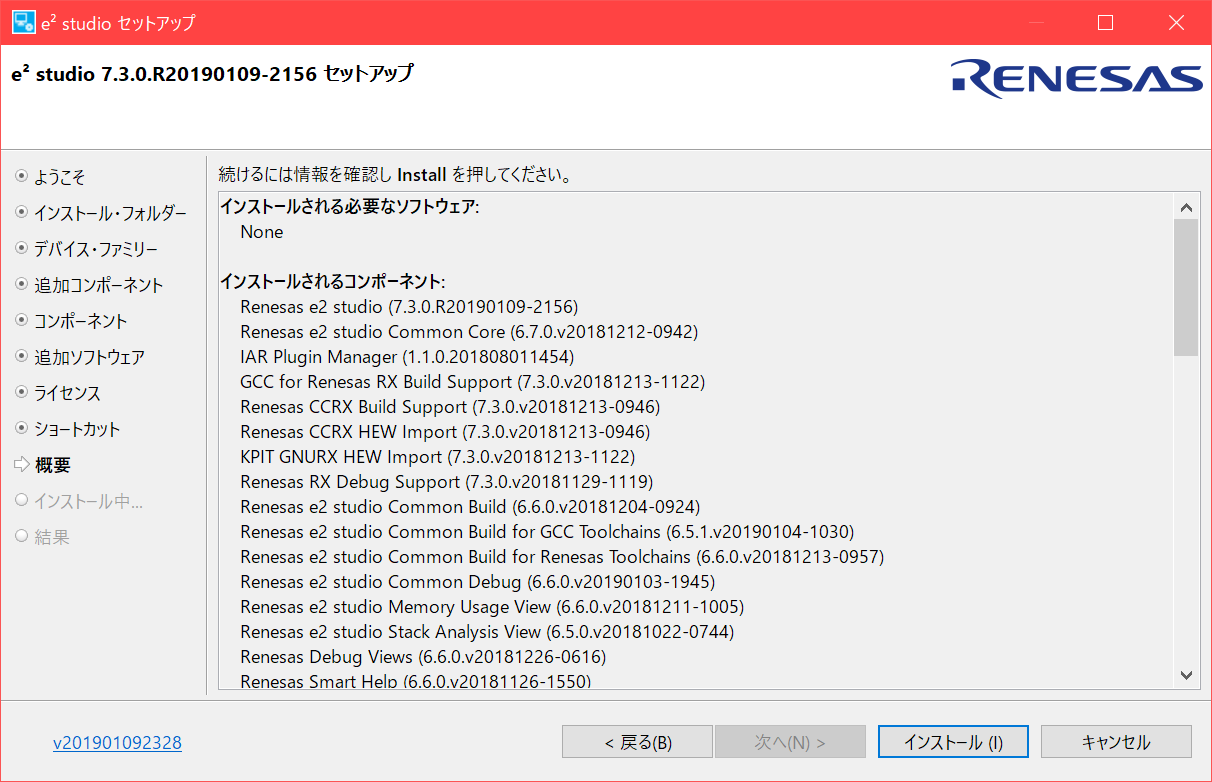 e² studio セットアップ
e² studio 7.3.0.R20190109-2156 セットアップ
RENESAS
ようこそ
インストール・フォルダー
デバイス・ファミリー
追加コンポーネント
コンポーネント
追加ソフトウェア
ライセンス
ショートカット
概要
インストール中...
結果
続けるには情報を確認し Install を押してください。
インストールされる必要なソフトウェア:
None
インストールされるコンポーネント:
Renesas e2 studio (7.3.0.R20190109-2156)
Renesas e2 studio Common Core (6.7.0.v20181212-0942)
IAR Plugin Manager (1.1.0.201808011454)
GCC for Renesas RX Build Support (7.3.0.v20181213-1122)
Renesas CCRX Build Support (7.3.0.v20181213-0946)
Renesas CCRX HEW Import (7.3.0.v20181213-0946)
KPIT GNURX HEW Import (7.3.0.v20181213-1122)
Renesas RX Debug Support (7.3.0.v20181129-1119)
Renesas e2 studio Common Build (6.6.0.v20181204-0924)
Renesas e2 studio Common Build for GCC Toolchains (6.5.1.v20190104-1030)
Renesas e2 studio Common Build for Renesas Toolchains (6.6.0.v20181213-0957)
Renesas e2 studio Common Debug (6.6.0.v20190103-1945)
Renesas e2 studio Memory Usage View (6.6.0.v20181211-1005)
Renesas e2 studio Stack Analysis View (6.5.0.v20181022-0744)
Renesas Debug Views (6.6.0.v20181226-0616)
Renesas Smart Help (6.6.0.v20181126-1550)
v201901092328
< 戻る(B)
次へ(N) >
インストール (I)
キャンセル